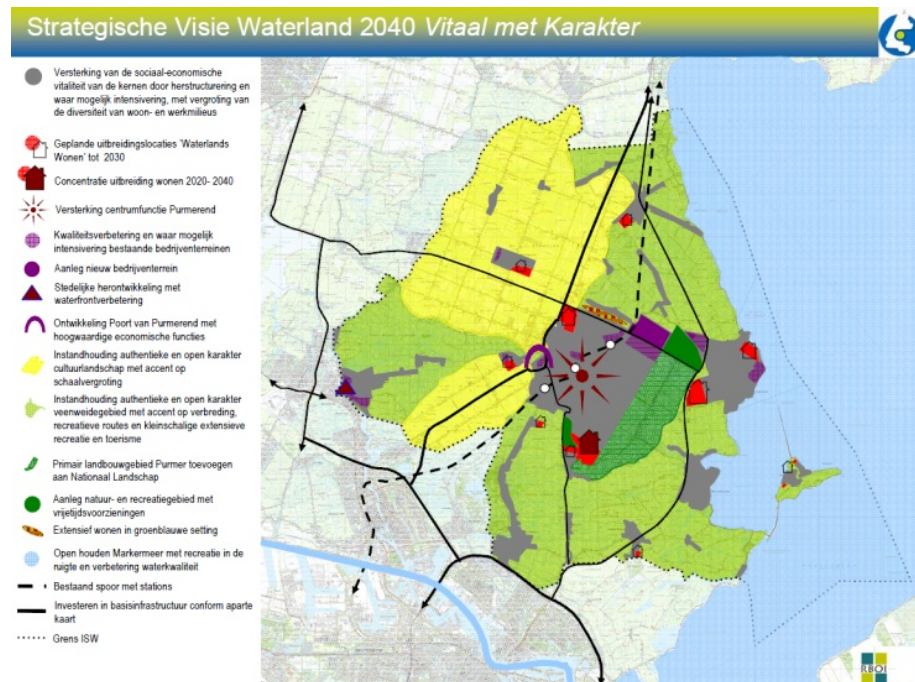 Strategische Visie Waterland 2040 Vitaal met Karakter
Versterking van de sociaal-economische
vitaliteit van de kernen door herstructurering en
waar mogelijk intensivering, met vergroting van
de diversiteit van woon- en werkmilieus
Geplande uitbreidingslocaties 'Waterlands
Wonen' tot 2030
Concentratie uitbreiding wonen 2020- 2040
Versterking centrumfunctie Purmerend
Kwaliteitsverbetering en waar mogelijk
intensivering bestaande bedrijventerreinen
Aanleg nieuw bedrijventerrein
Stedelijke herontwikkeling met
waterfrontverbetering
Ontwikkeling Poort van Purmerend met
hoogwaardige economische functies
Instandhouding authentieke en open karakter
cultuurlandschap met accent op
schaalvergroting
Instandhouding authentieke en open karakter
veenweidegebied met accent op verbreding,
recreatieve routes en kleinschalige extensieve
recreatie en toerisme
Primair landbouwgebied Purmer toevoegen
aan Nationaal Landschap
Aanleg natuur- en recreatiegebied met
vrijetijdsvoorzieningen
Extensief wonen in groenblauwe setting
Open houden Markermeer met recreatie in de
ruigte en verbetering waterkwaliteit
Bestaand spoor met stations
Investeren in basisinfrastructuur conform aparte
kaart
Grens ISW
RBOI